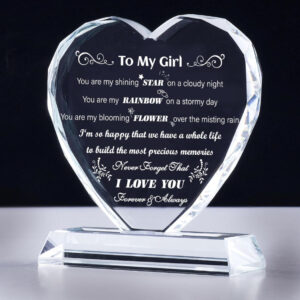 To My Girl
You are my shining STAR on a cloudy night
You are my RAINBOW on a stormy day
You are my blooming FLOWER over the misting rain
I'm so happy that we have a whole life
to build the most precious memories
Never Forget That
I LOVE YOU
Forever & Always